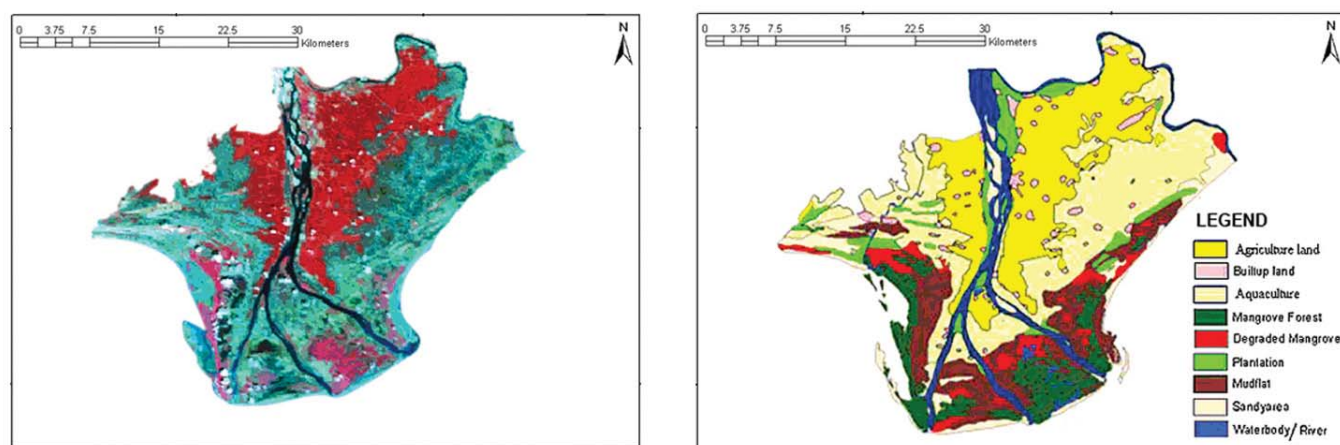 0 3.75 7.5 15 22.5 30
Kilometers
N
0 3.75 7.5 15 22.5 30
Kilometers
N
LEGEND
Agriculture land
Builtup land
Aquaculture
Mangrove Forest
Degraded Mangrove
Plantation
Mudflat
Sandyarea
Waterbody/ River